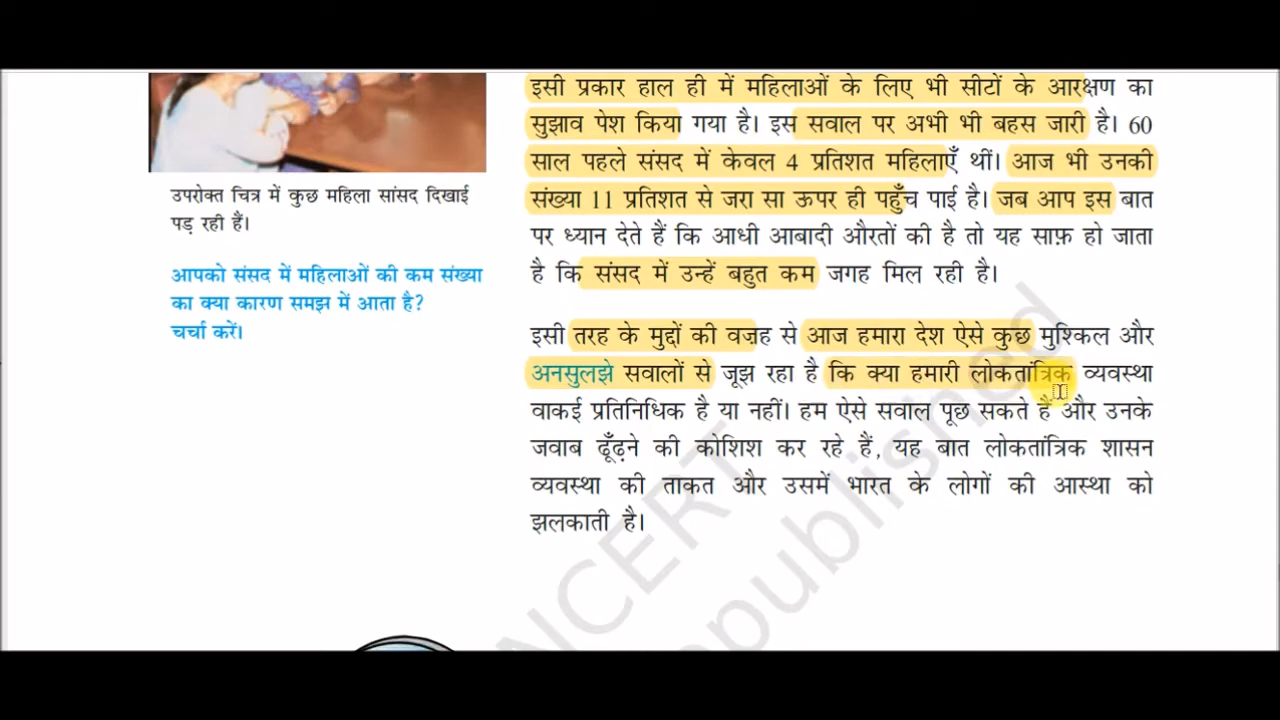 इसी प्रकार हाल ही में महिलाओं के लिए भी सीटों के आरक्षण का
सुझाव पेश किया गया है। इस सवाल पर अभी भी बहस जारी है। 60
साल पहले संसद में केवल 4 प्रतिशत महिलाएँ थीं। आज भी उनकी
संख्या 11 प्रतिशत से जरा सा ऊपर ही पहुँच पाई है। जब आप इस बात
पर ध्यान देते हैं कि आधी आबादी औरतों की है तो यह साफ़ हो जाता
है कि संसद में उन्हें बहुत कम जगह मिल रही है।
इसी तरह के मुद्दों की वजह से आज हमारा देश ऐसे कुछ मुश्किल और
अनसुलझे सवालों से जूझ रहा है कि क्या हमारी लोकतांत्रिक व्यवस्था
वाकई प्रतिनिधिक है या नहीं। हम ऐसे सवाल पूछ सकते हैं और उनके
जवाब ढूँढ़ने की कोशिश कर रहे हैं, यह बात लोकतांत्रिक शासन
व्यवस्था की ताकत और उसमें भारत के लोगों की आस्था को
झलकाती है।
उपरोक्त चित्र में कुछ महिला सांसद दिखाई
पड़ रही हैं।
आपको संसद में महिलाओं की कम संख्या
का क्या कारण समझ में आता है?
चर्चा करें।
NCERT
republished